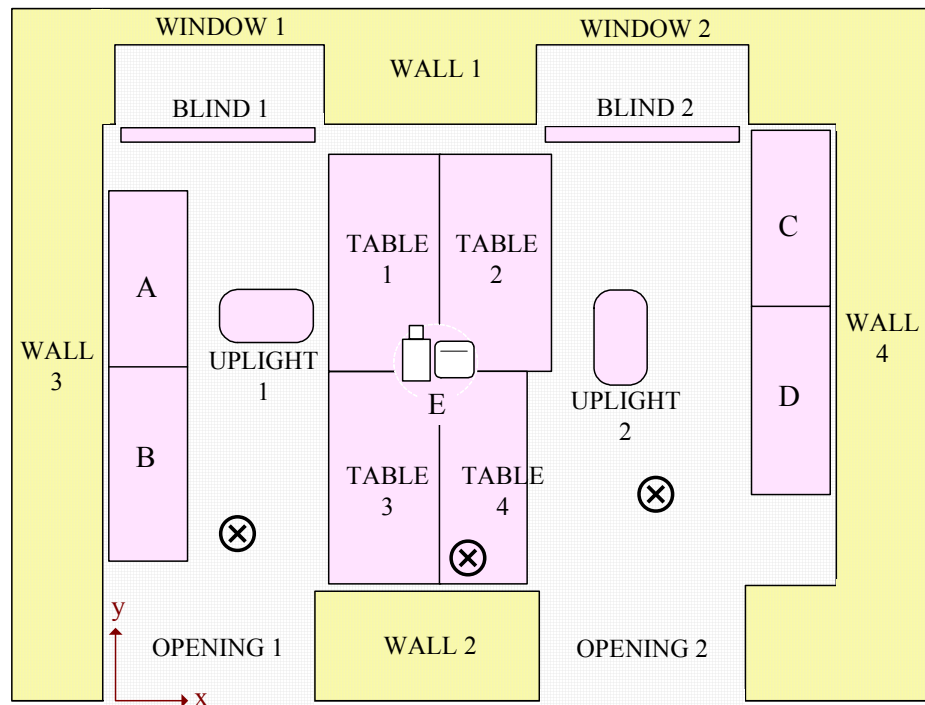 WINDOW 1
WINDOW 2
WALL 1
BLIND 1
BLIND 2
TABLE
1
TABLE
2
C
A
UPLIGHT
1
WALL
3
WALL
4
UPLIGHT
2
D
E
B
TABLE
3
TABLE
4
y
OPENING 1
WALL 2
OPENING 2
x